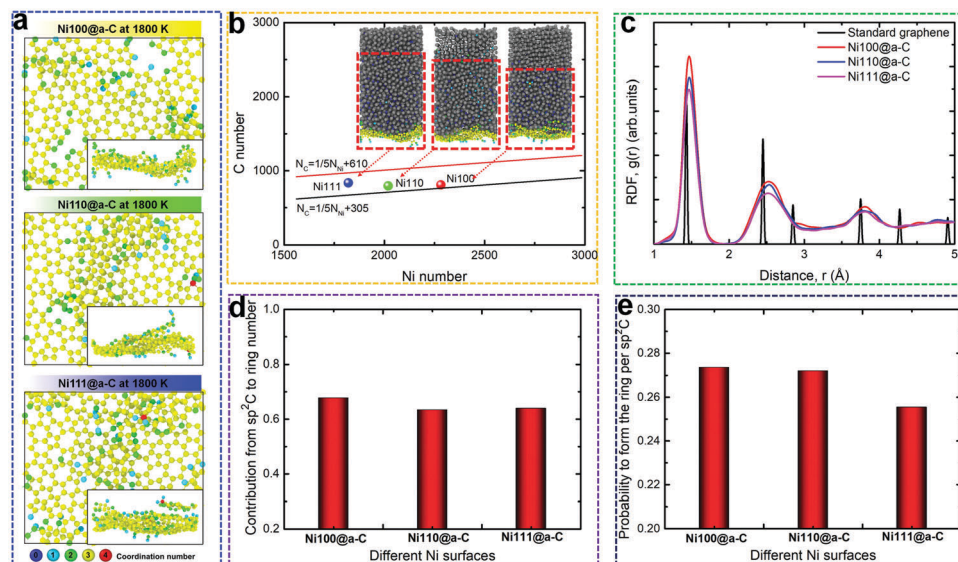 a
Ni100@a-C at 1800 K
Ni110@a-C at 1800 K
Ni111@a-C at 1800 K
0 1 2 3 4 Coordination number
b
C number
3000
2500
2000
1500
1000
500
0
N_C=1/5N_Ni+610
Ni111
Ni110
Ni100
N_C=1/5N_Ni+305
1500 2000 2500 3000
Ni number
c
RDF, g(r) (arb.units)
Standard graphene
Ni100@a-C
Ni110@a-C
Ni111@a-C
1 2 3 4 5
Distance, r (Å)
d
Contribution from sp²C to ring number
1.0
0.8
0.6
0.4
0.2
Ni100@a-C Ni110@a-C Ni111@a-C
Different Ni surfaces
e
Probability to form the ring per sp²C
0.30
0.28
0.26
0.24
0.22
0.20
Ni100@a-C Ni110@a-C Ni111@a-C
Different Ni surfaces